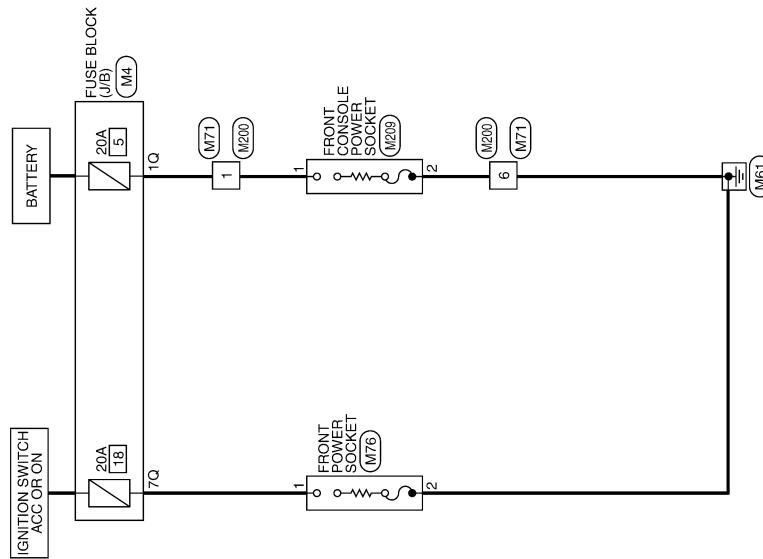 IGNITION SWITCH
ACC OR ON
BATTERY
20A
18
20A
5
FUSE BLOCK
(J/B)
M4
7Q
1Q
1
M71
M200
1
FRONT
POWER
SOCKET
M76
2
1
FRONT
CONSOLE
POWER
SOCKET
M209
2
6
M200
M71
M61